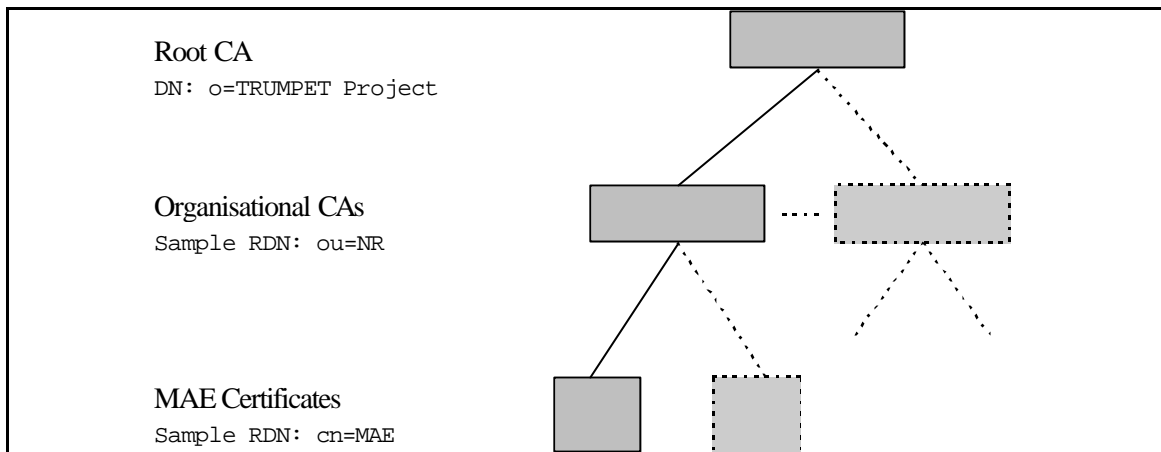 Root CA
DN: o=TRUMPET Project
Organisational CAs
Sample RDN: ou=NR
MAE Certificates
Sample RDN: cn=MAE